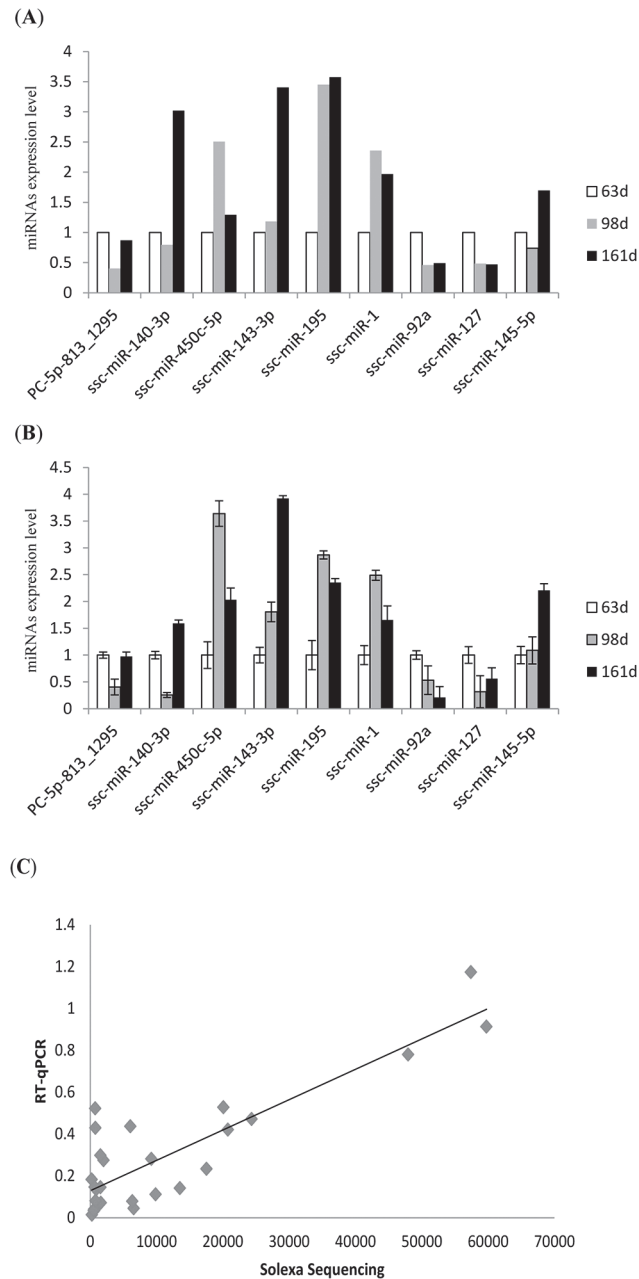 (A)
4
3.5
3
2.5
2
1.5
1
0.5
0
miRNAs expression level
63d
98d
161d
PC-5p-813_1295
ssc-miR-140-3p
ssc-miR-450c-5p
ssc-miR-143-3p
ssc-miR-195
ssc-miR-1
ssc-miR-92a
ssc-miR-127
ssc-miR-145-5p
(B)
4.5
4
3.5
3
2.5
2
1.5
1
0.5
0
miRNAs expression level
63d
98d
161d
PC-5p-813_1295
ssc-miR-140-3p
ssc-miR-450c-5p
ssc-miR-143-3p
ssc-miR-195
ssc-miR-1
ssc-miR-92a
ssc-miR-127
ssc-miR-145-5p
(C)
1.4
1.2
1
0.8
0.6
0.4
0.2
0
RT-qPCR
0 10000 20000 30000 40000 50000 60000 70000
Solexa Sequencing